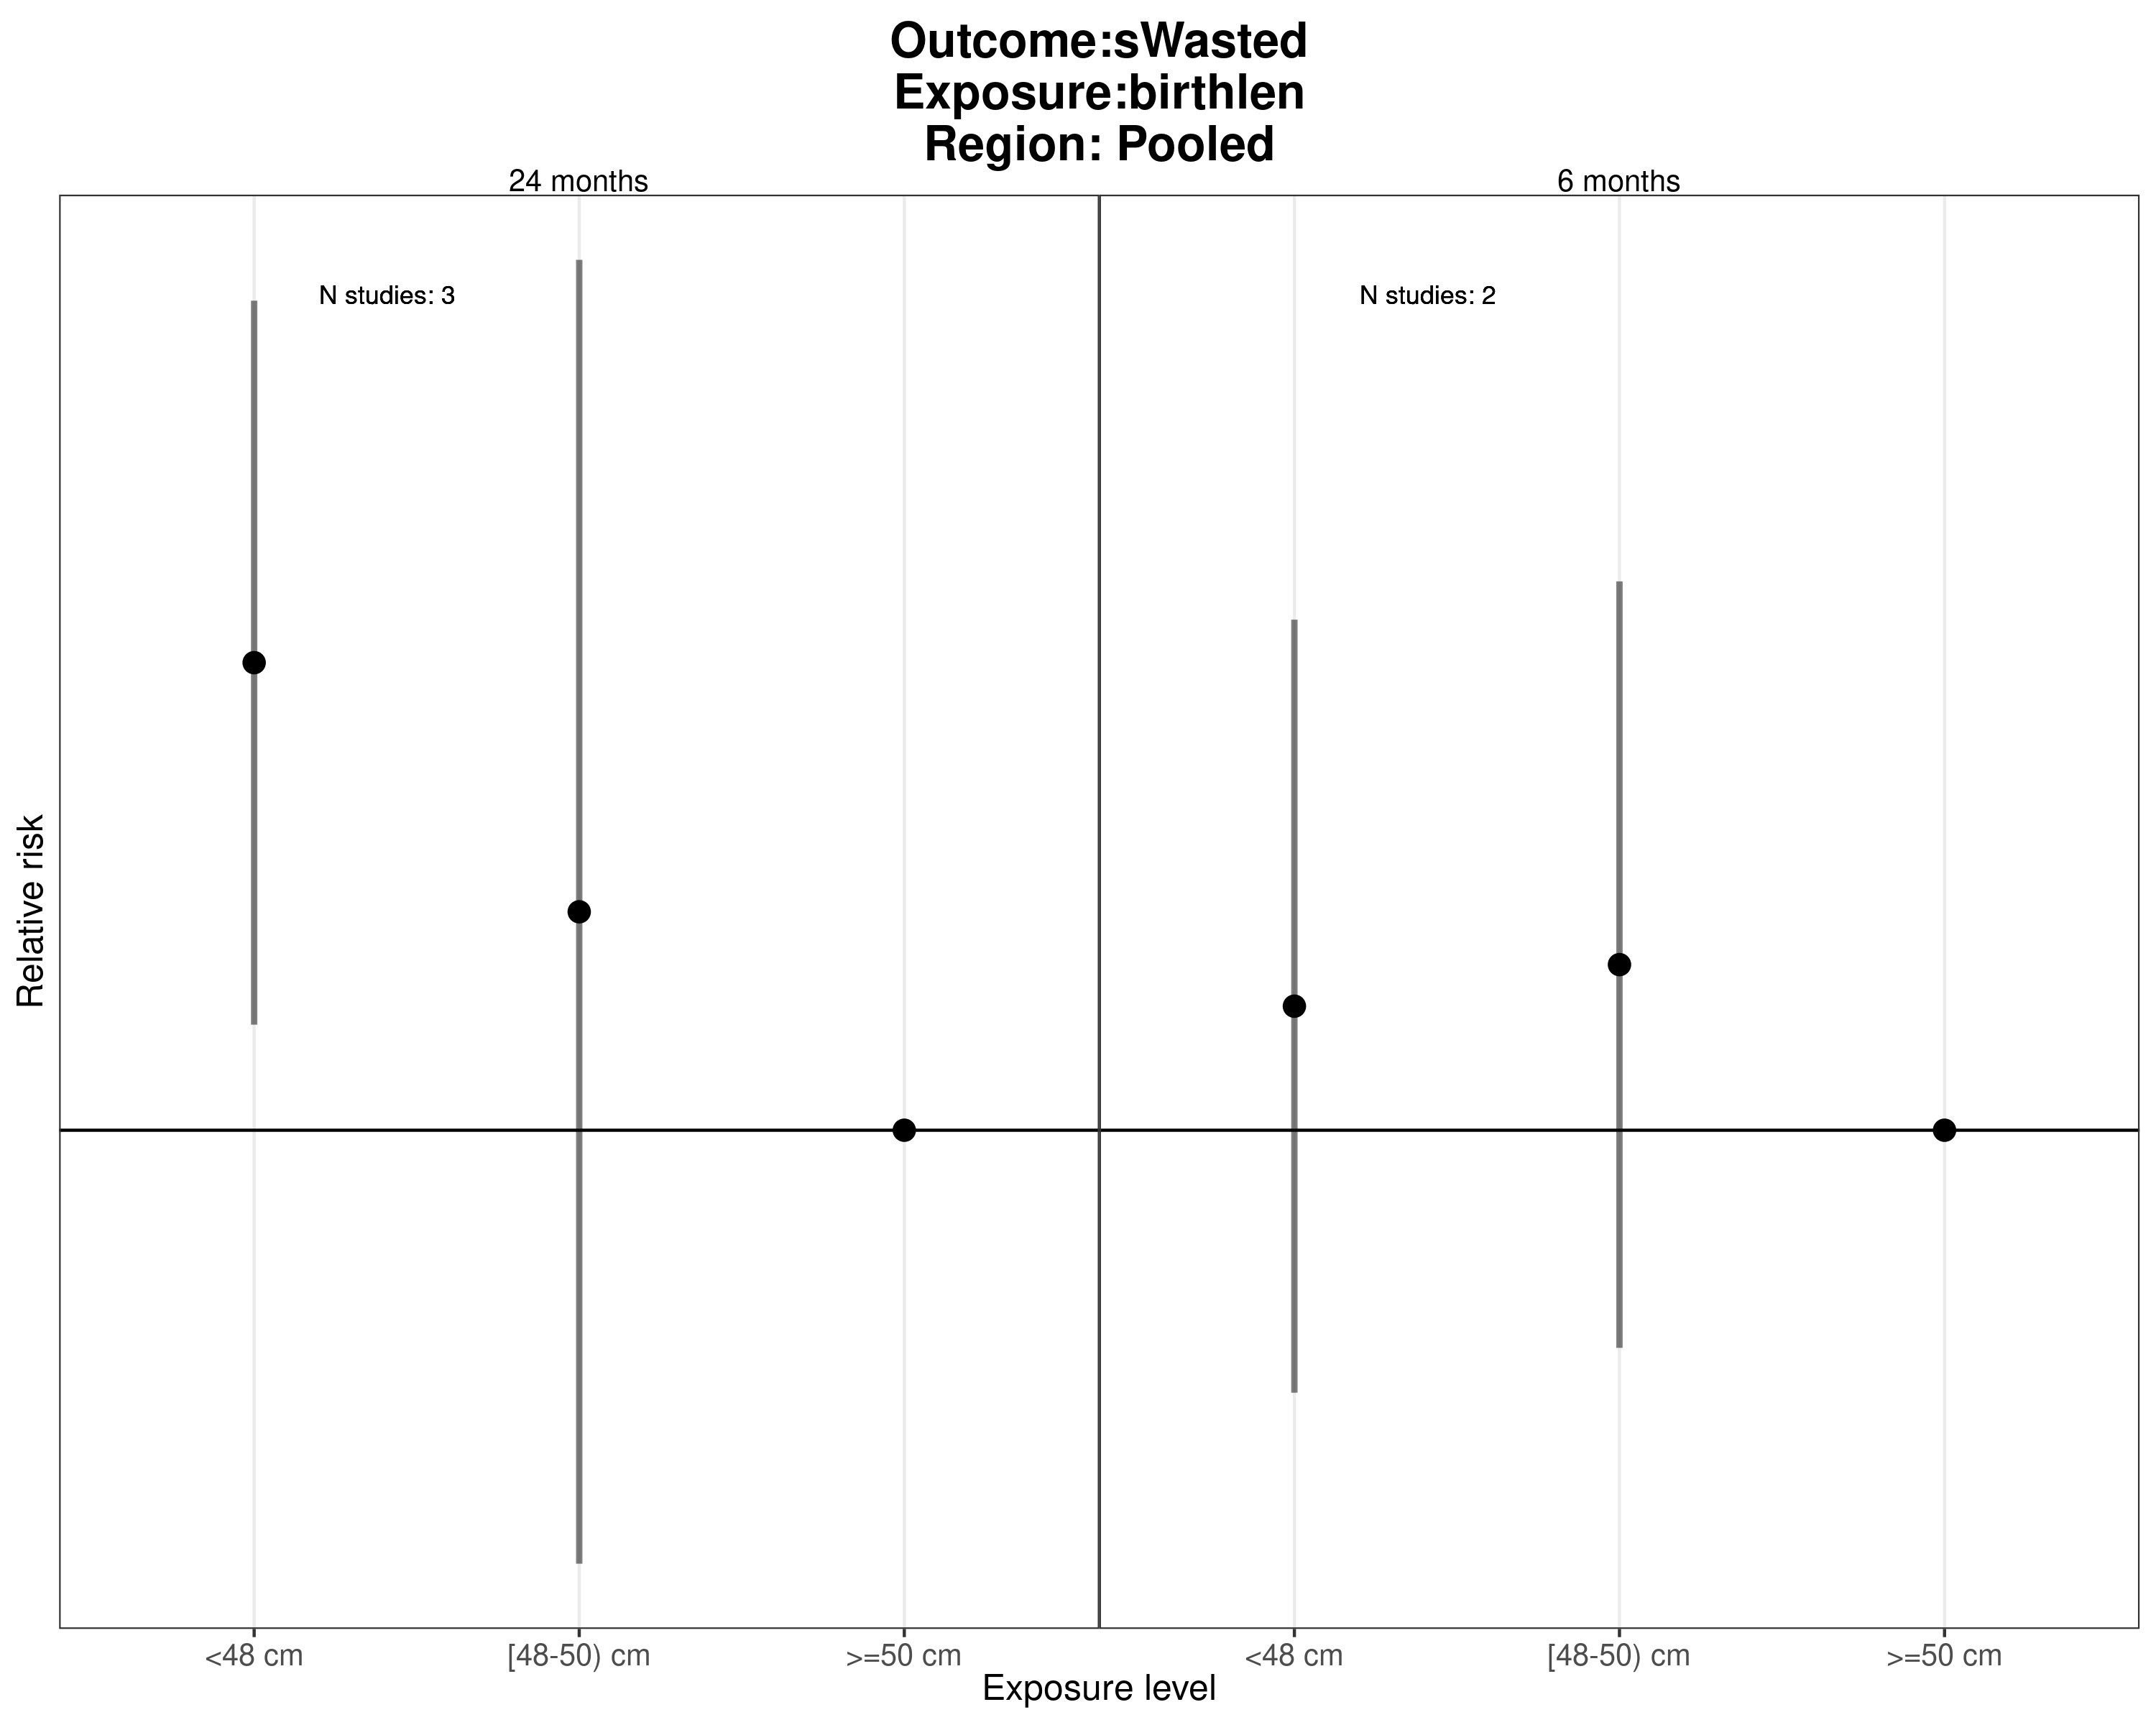 Outcome:sWasted
Exposure:birthlen
Region: Pooled
24 months
6 months
N studies: 3
N studies: 2
Relative risk
<48 cm
[48-50) cm
>=50 cm
<48 cm
[48-50) cm
>=50 cm
Exposure level